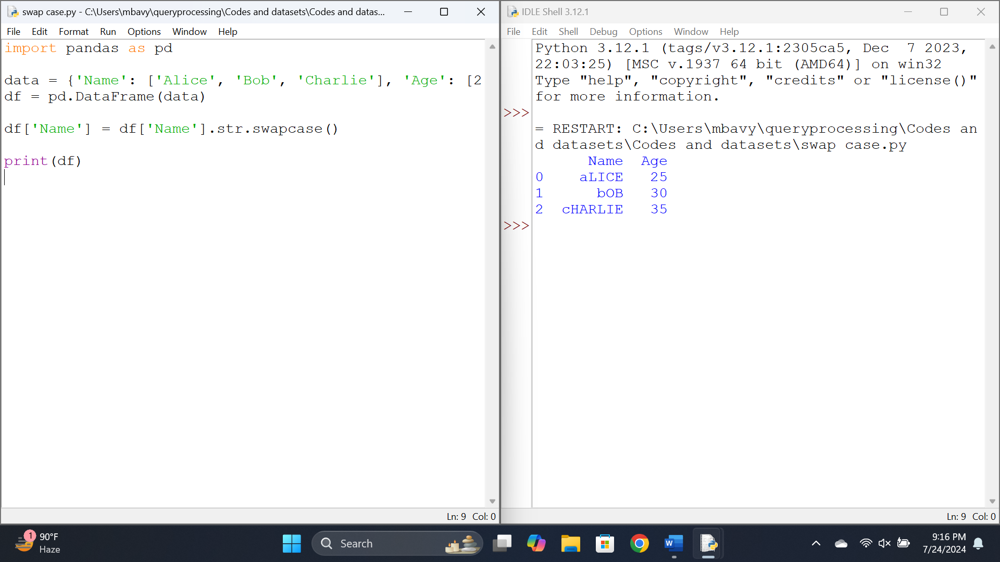 swap case.py - C:\Users\mbavy\queryprocessing\Codes and datasets\Codes and datas...
File Edit Format Run Options Window Help
import pandas as pd
data = {'Name': ['Alice', 'Bob', 'Charlie'], 'Age': [2
df = pd.DataFrame(data)
df['Name'] = df['Name'].str.swapcase()
print(df)
Ln: 9 Col: 0
IDLE Shell 3.12.1
File Edit Shell Debug Options Window Help
Python 3.12.1 (tags/v3.12.1:2305ca5, Dec  7 2023,
22:03:25) [MSC v.1937 64 bit (AMD64)] on win32
Type "help", "copyright", "credits" or "license()"
for more information.
>>>
= RESTART: C:\Users\mbavy\queryprocessing\Codes an
d datasets\Codes and datasets\swap case.py
      Name  Age
0    aLICE   25
1      bOB   30
2  cHARLIE   35
>>>
Ln: 9 Col: 0
1
90°F
Haze
Search
W
9:16 PM
7/24/2024